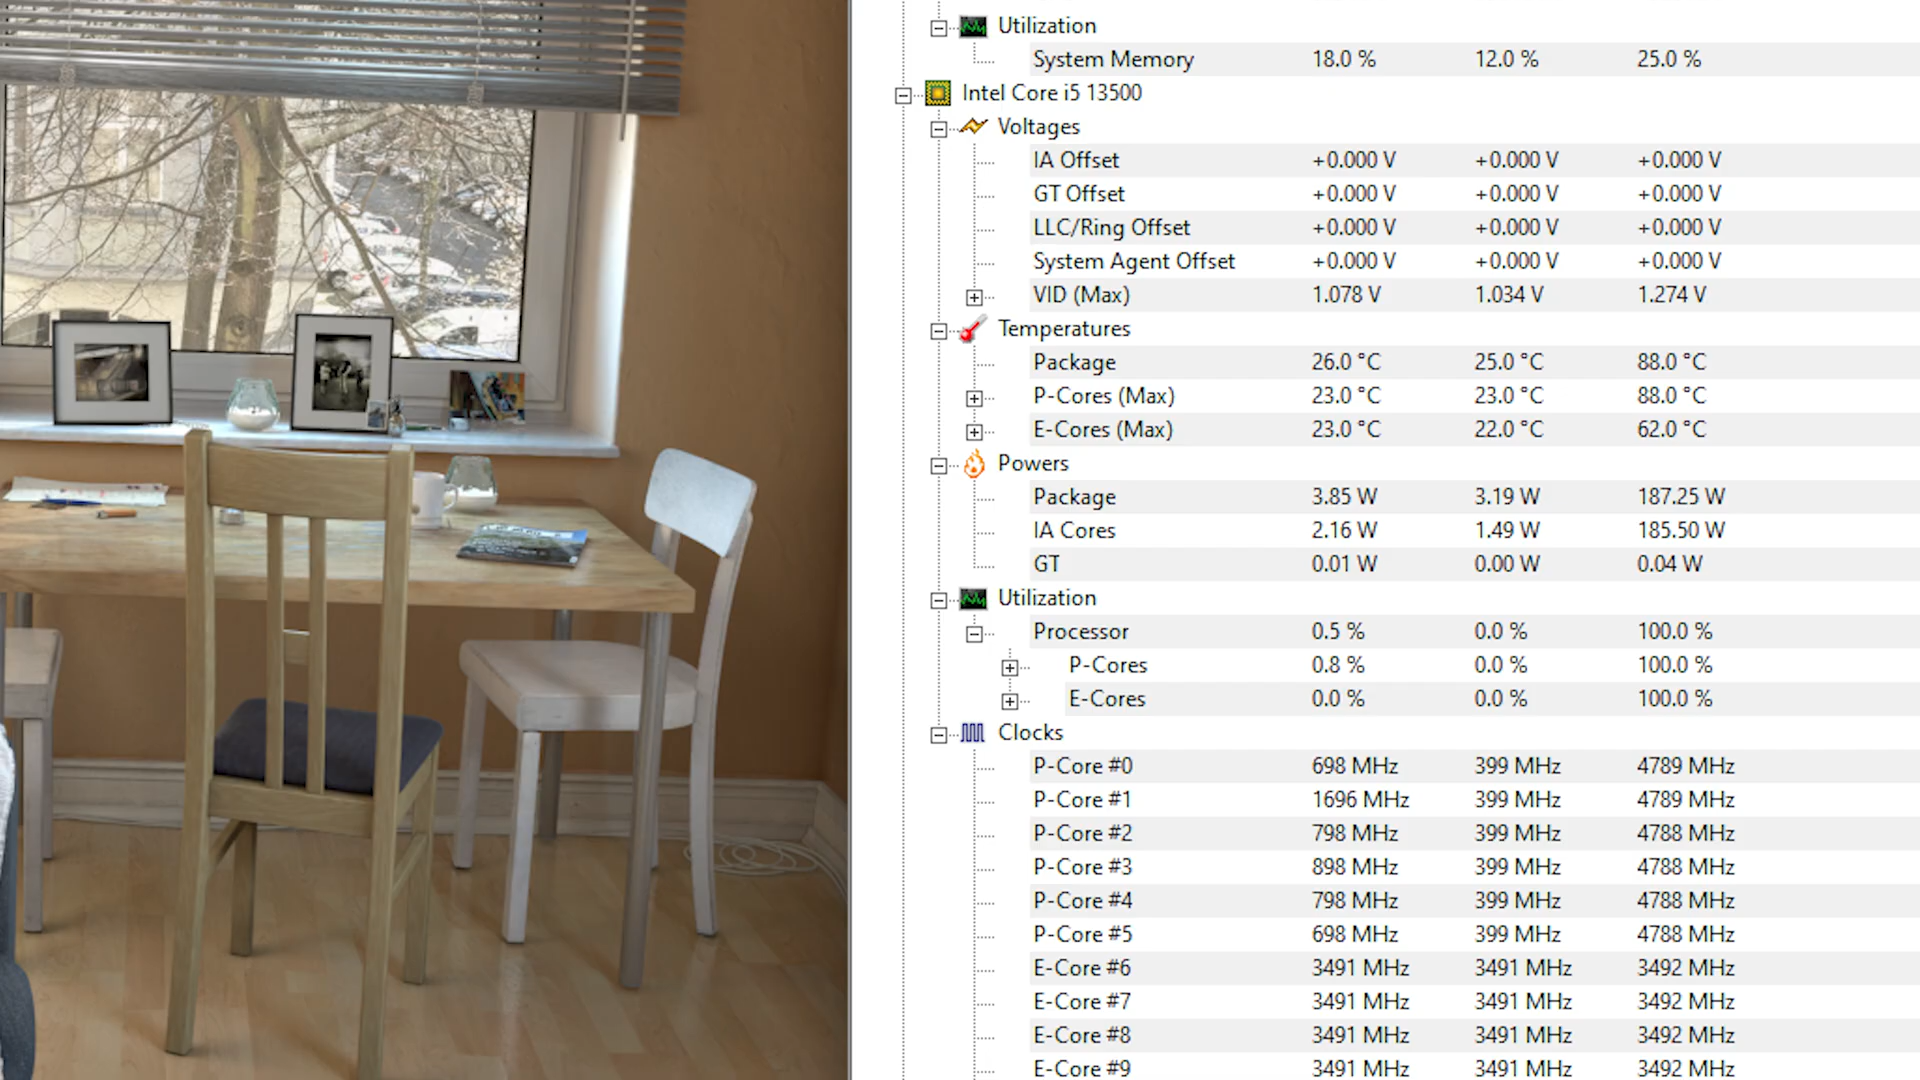 Utilization
System Memory 18.0 % 12.0 % 25.0 %
Intel Core i5 13500
Voltages
IA Offset +0.000 V +0.000 V +0.000 V
GT Offset +0.000 V +0.000 V +0.000 V
LLC/Ring Offset +0.000 V +0.000 V +0.000 V
System Agent Offset +0.000 V +0.000 V +0.000 V
VID (Max) 1.078 V 1.034 V 1.274 V
Temperatures
Package 26.0 °C 25.0 °C 88.0 °C
P-Cores (Max) 23.0 °C 23.0 °C 88.0 °C
E-Cores (Max) 23.0 °C 22.0 °C 62.0 °C
Powers
Package 3.85 W 3.19 W 187.25 W
IA Cores 2.16 W 1.49 W 185.50 W
GT 0.01 W 0.00 W 0.04 W
Utilization
Processor 0.5 % 0.0 % 100.0 %
P-Cores 0.8 % 0.0 % 100.0 %
E-Cores 0.0 % 0.0 % 100.0 %
Clocks
P-Core #0 698 MHz 399 MHz 4789 MHz
P-Core #1 1696 MHz 399 MHz 4789 MHz
P-Core #2 798 MHz 399 MHz 4788 MHz
P-Core #3 898 MHz 399 MHz 4788 MHz
P-Core #4 798 MHz 399 MHz 4788 MHz
P-Core #5 698 MHz 399 MHz 4788 MHz
E-Core #6 3491 MHz 3491 MHz 3492 MHz
E-Core #7 3491 MHz 3491 MHz 3492 MHz
E-Core #8 3491 MHz 3491 MHz 3492 MHz
E-Core #9 3491 MHz 3491 MHz 3492 MHz